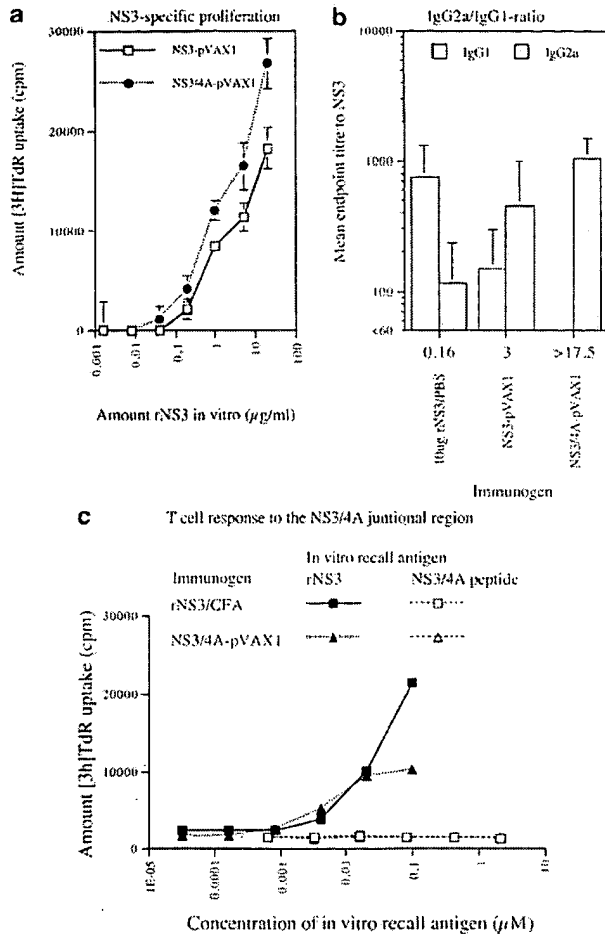 a
NS3-specific proliferation
NS3-pVAX1
NS3/4A-pVAX1
30000
20000
10000
0
Amount [3H]TdR uptake (cpm)
0.001
0.01
0.1
1
10
100
Amount rNS3 in vitro (µg/ml)
b
IgG2a/IgG1-ratio
IgG1
IgG2a
10000
1000
100
<60
Mean endpoint titre to NS3
0.16
3
>17.5
10ug rNS3/PBS
NS3-pVAX1
NS3/4A-pVAX1
Immunogen
c
T cell response to the NS3/4A juntional region
In vitro recall antigen
Immunogen
rNS3
NS3/4A peptide
rNS3/CFA
NS3/4A-pVAX1
30000
20000
10000
0
Amount [3h]TdR uptake (cpm)
1E-05
0.0001
0.001
0.01
0.1
1
10
Concentration of in vitro recall antigen (µM)